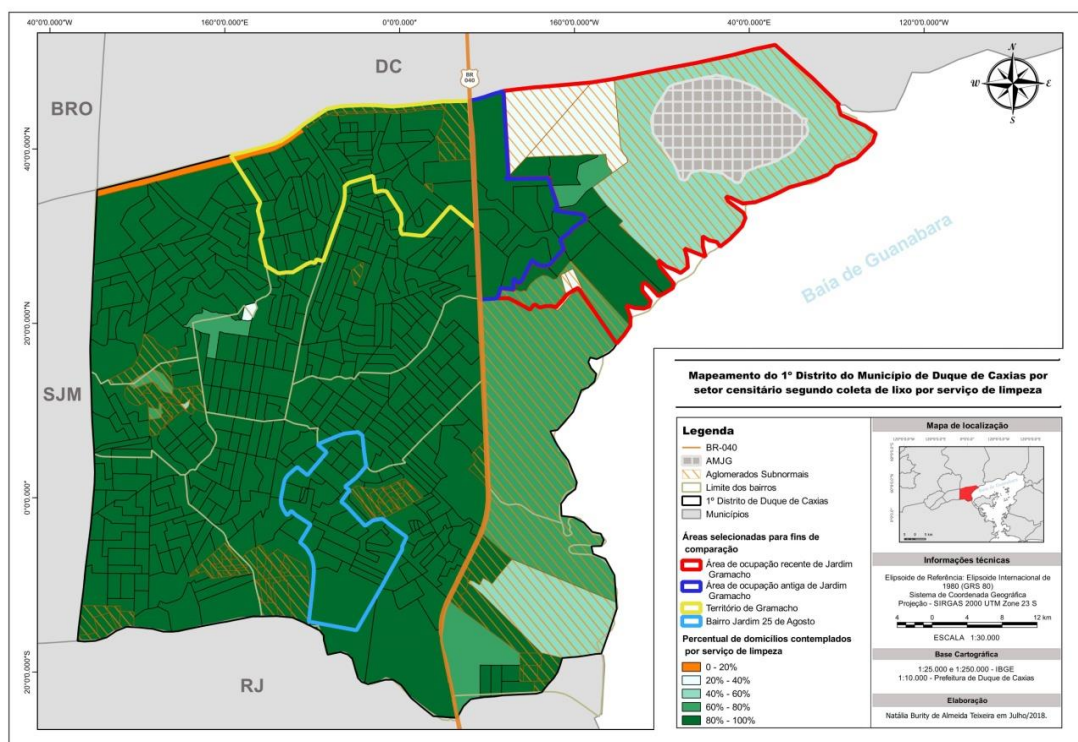 40°0'0.000"W
160°0'0.000"E
0°0'0.000"
160°0'0.000"W
40°0'0.000"E
120°0'0.000"W
DC
BR
040
BRO
N
W
E
S
40°0'0.000"N
Baia de Guanabara
20°0'0.000"N
SJM
0°0'0.000"
20°0'0.000"S
RJ
Mapeamento do 1º Distrito do Município de Duque de Caxias por
setor censitário segundo coleta de lixo por serviço de limpeza
Legenda
BR-040
AMJG
Aglomerados Subnormais
Limite dos bairros
1º Distrito de Duque de Caxias
Municípios
Áreas selecionadas para fins de
comparação
Área de ocupação recente de Jardim
Gramacho
Área de ocupação antiga de Jardim
Gramacho
Território de Gramacho
Bairro Jardim 25 de Agosto
Percentual de domicílios contemplados
por serviço de limpeza
0 - 20%
20% - 40%
40% - 60%
60% - 80%
80% - 100%
Mapa de localização
Informações técnicas
Elipsoide de Referência: Elipsoide Internacional de
1980 (GRS 80)
Sistema de Coordenada Geográfica
Projeção - SIRGAS 2000 UTM Zone 23 S
4 0 4 8 12 km
ESCALA 1:30.000
Base Cartográfica
1:25.000 e 1:250.000 - IBGE
1:10.000 - Prefeitura de Duque de Caxias
Elaboração
Natália Burity de Almeida Teixeira em Julho/2018.